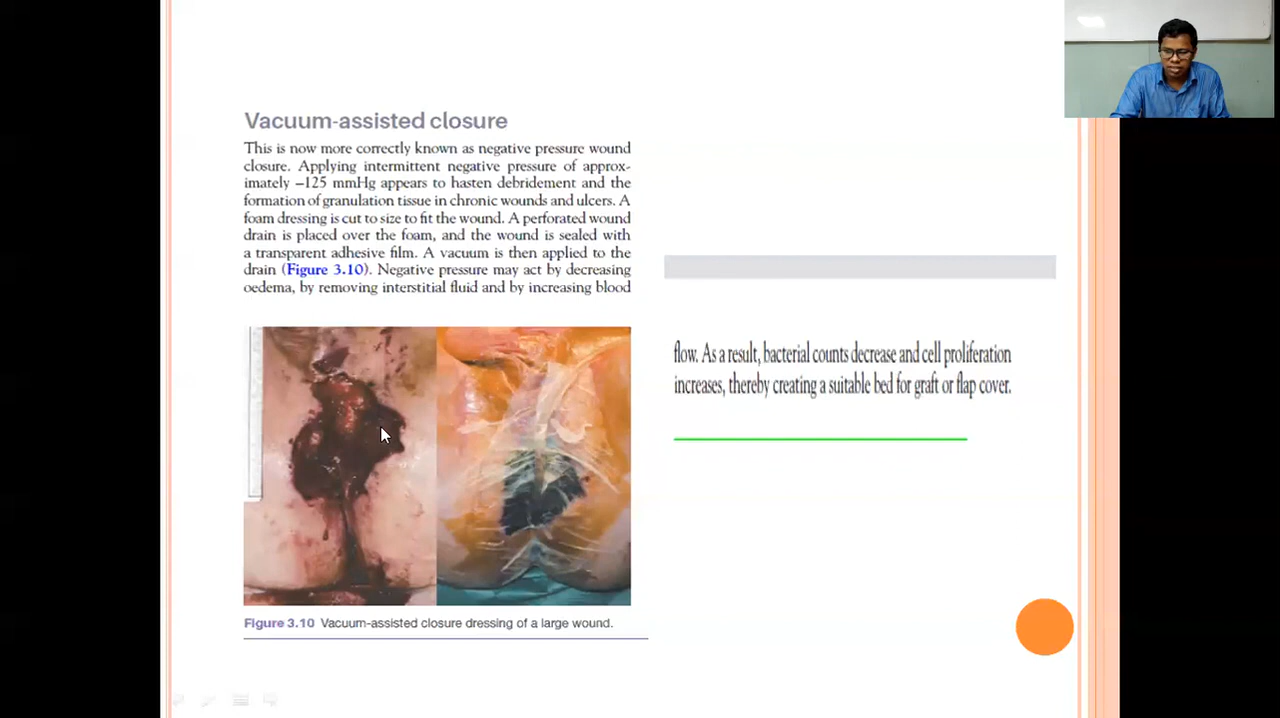 Vacuum-assisted closure
This is now more correctly known as negative pressure wound
closure. Applying intermittent negative pressure of approx-
imately –125 mmHg appears to hasten debridement and the
formation of granulation tissue in chronic wounds and ulcers. A
foam dressing is cut to size to fit the wound. A perforated wound
drain is placed over the foam, and the wound is sealed with
a transparent adhesive film. A vacuum is then applied to the
drain (Figure 3.10). Negative pressure may act by decreasing
oedema, by removing interstitial fluid and by increasing blood
flow. As a result, bacterial counts decrease and cell proliferation
increases, thereby creating a suitable bed for graft or flap cover.
Figure 3.10 Vacuum-assisted closure dressing of a large wound.